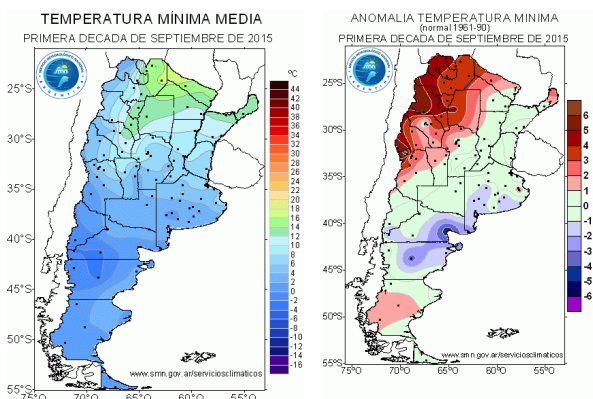 TEMPERATURA MÍNIMA MEDIA
PRIMERA DECADA DE SEPTIEMBRE DE 2015
ºC
44
42
40
38
36
34
32
30
28
26
24
22
20
18
16
14
12
10
8
6
4
2
0
-2
-4
-6
-8
-10
-12
-14
-16
25°S
30°S
35°S
40°S
45°S
50°S
55°S
75°O
70°O
65°O
60°O
55°O
www.smn.gov.ar/serviciosclimaticos
ANOMALIA TEMPERATURA MINIMA
(normal 1961-90)
PRIMERA DECADA DE SEPTIEMBRE DE 2015
6
5
4
3
2
1
0
-1
-2
-3
-4
-5
-6
25°S
30°S
35°S
40°S
45°S
50°S
55°S
75°O
70°O
65°O
60°O
55°O
www.smn.gov.ar/serviciosclimaticos